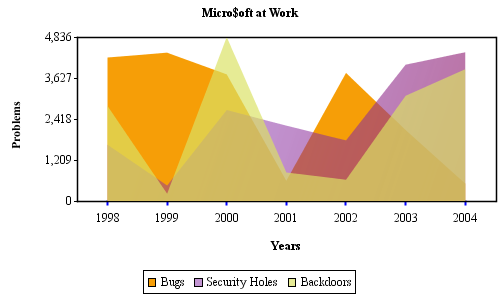 Micro$oft at Work
4,836
3,627
2,418
1,209
0
Problems
1998 1999 2000 2001 2002 2003 2004
Years
Bugs Security Holes Backdoors